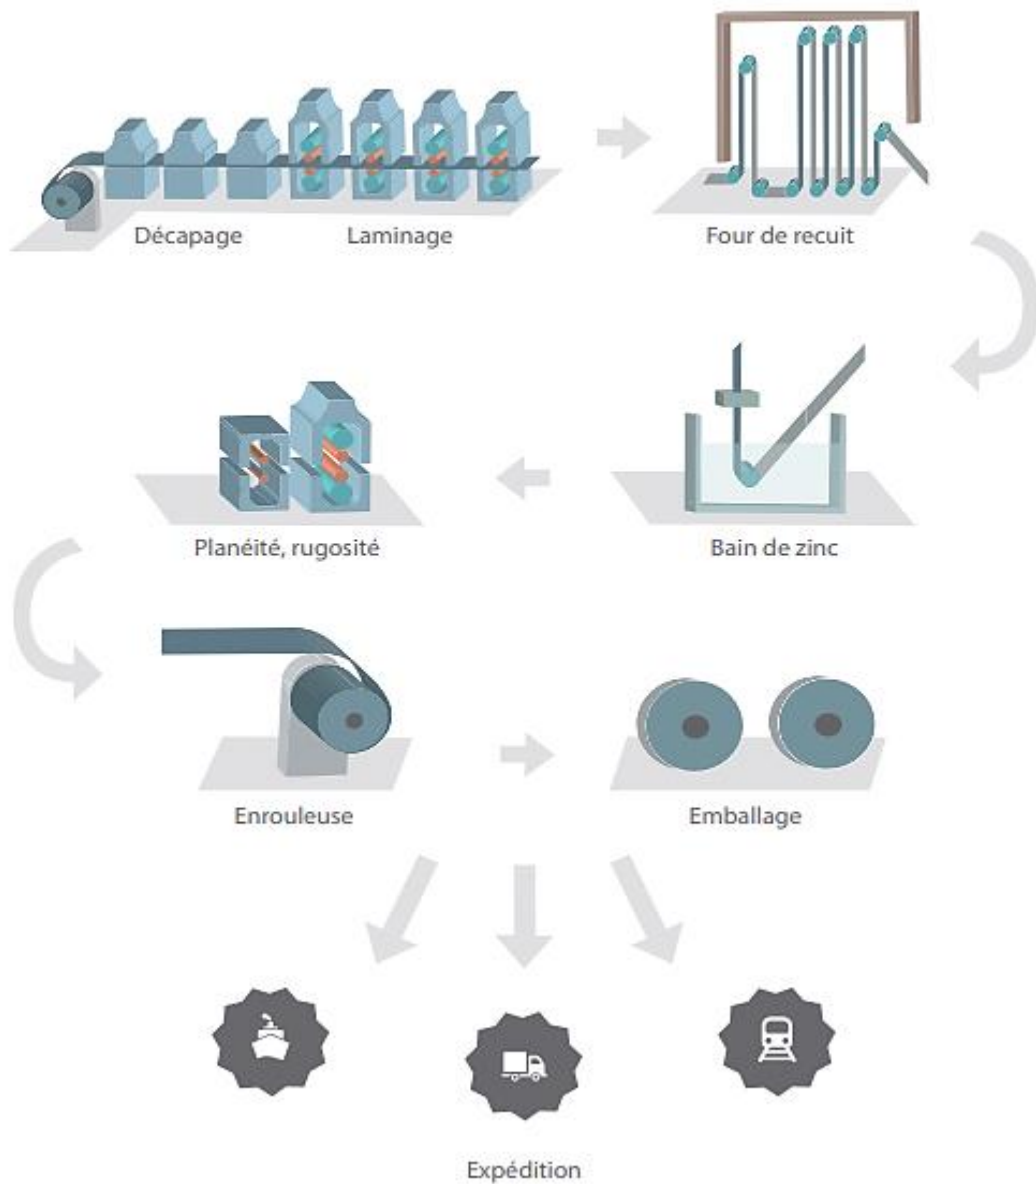 Décapage
Laminage
Four de recuit
Planéité, rugosité
Bain de zinc
Enrouleuse
Emballage
Expédition